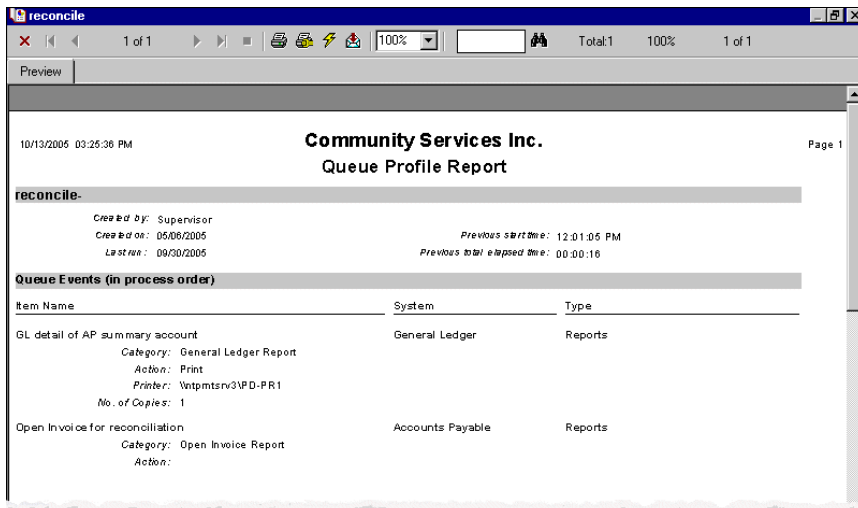 reconcile
1 of 1 100% Total:1 100% 1 of 1
Preview
10/13/2005 03:25:36 PM Community Services Inc. Page 1
Queue Profile Report
reconcile-
Created by: Supervisor
Created on: 05/06/2005 Previous start time: 12:01:05 PM
Last run: 09/30/2005 Previous total elapsed time: 00:00:16
Queue Events (in process order)
Item Name System Type
GL detail of AP summary account General Ledger Reports
Category: General Ledger Report
Action: Print
Printer: \\ntprntsrv3\PD-PR1
No. of Copies: 1
Open Invoice for reconciliation Accounts Payable Reports
Category: Open Invoice Report
Action: